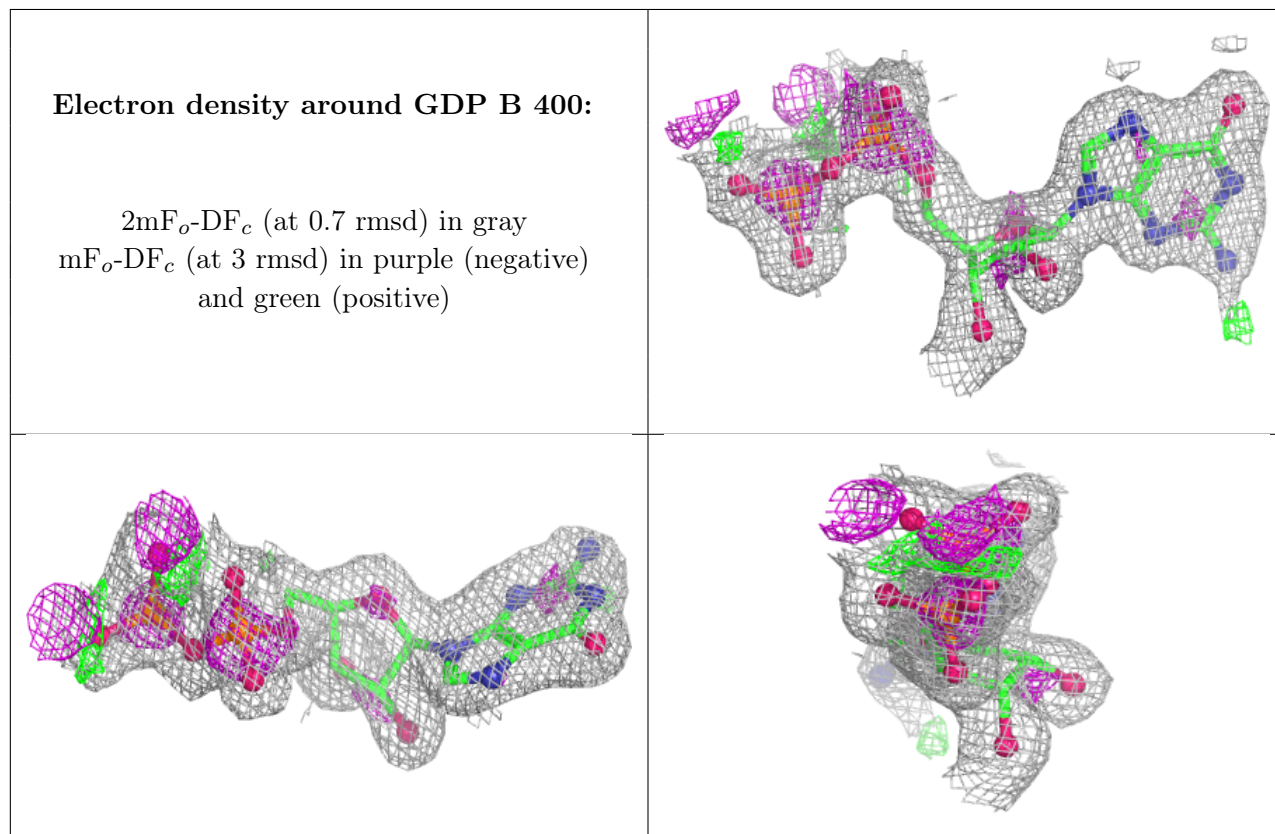 Electron density around GDP B 400:
2mFo-DFc (at 0.7 rmsd) in gray
mFo-DFc (at 3 rmsd) in purple (negative)
and green (positive)